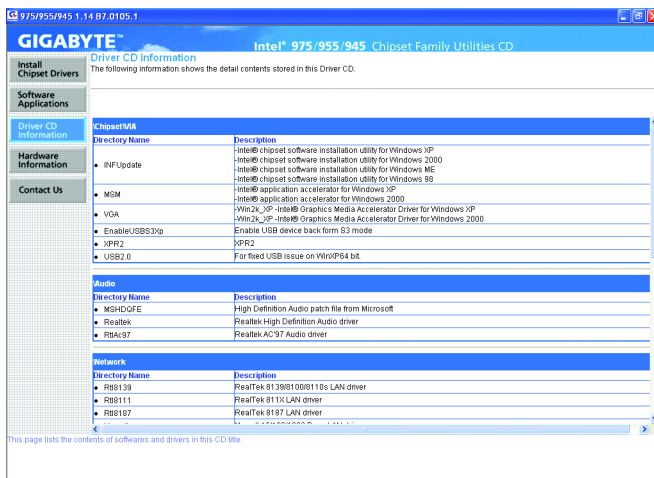 975/955/945 1.14 B7.0105.1
GIGABYTE™
Intel® 975/955/945 Chipset Family Utilities CD
Install
Chipset Drivers
Software
Applications
Driver CD
Information
Hardware
Information
Contact Us
Driver CD information
The following information shows the detail contents stored in this Driver CD.
\Chipset\VIA
Directory Name Description
INFUpdate
-Intel® chipset software installation utility for Windows XP
-Intel® chipset software installation utility for Windows 2000
-Intel® chipset software installation utility for Windows ME
-Intel® chipset software installation utility for Windows 98
MSM
-Intel® application accelerator for Windows XP
-Intel® application accelerator for Windows 2000
VGA
-Win2k_XP -Intel® Graphics Media Accelerator Driver for Windows XP
-Win2k_XP -Intel® Graphics Media Accelerator Driver for Windows 2000
EnableUSBS3Xp Enable USB device back form S3 mode
XPR2 XPR2
USB2.0 For fixed USB issue on WinXP64 bit.
\Audio
Directory Name Description
MSHDQFE High Definition Audio patch file from Microsoft
Realtek Realtek High Definition Audio driver
RtlAc97 Realtek AC'97 Audio driver
\Network
Directory Name Description
Rtl8139 RealTek 8139/8100/8110s LAN driver
Rtl8111 RealTek 811X LAN driver
Rtl8187 RealTek 8187 LAN driver
This page lists the contents of softwares and drivers in this CD title.